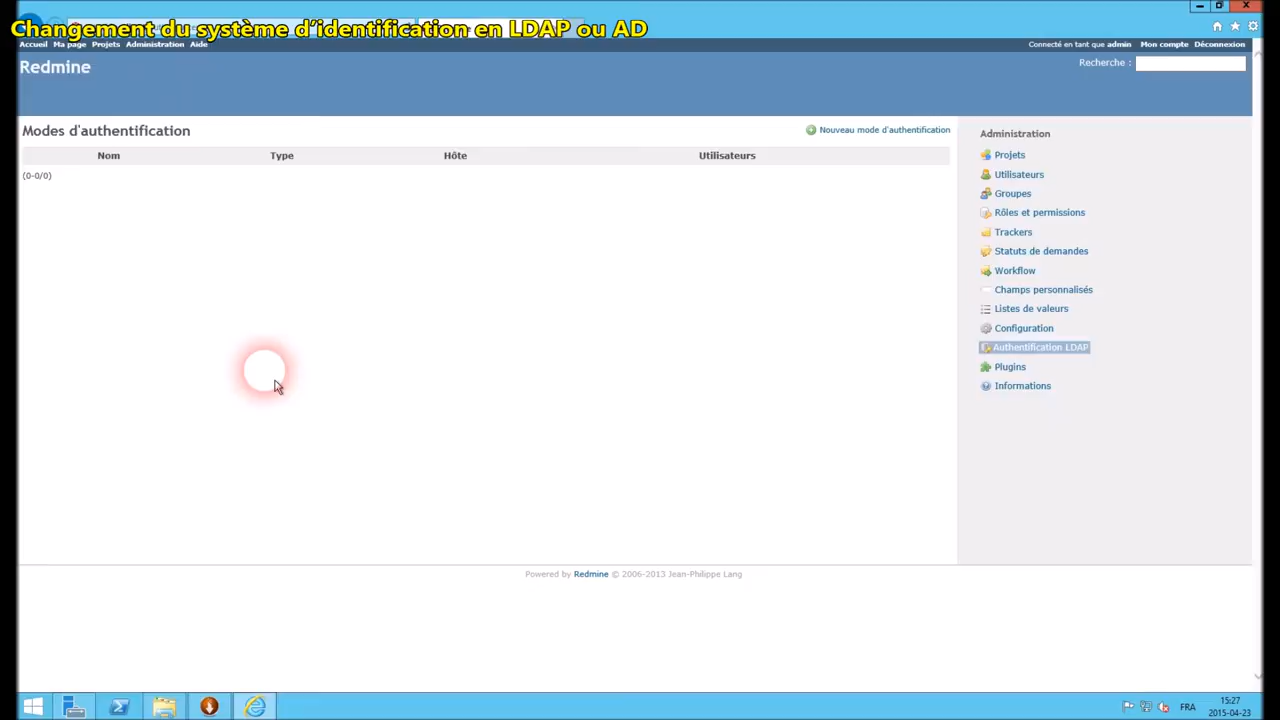 Changement du système d'identification en LDAP ou AD
Accueil Ma page Projets Administration Aide
Connecté en tant que admin Mon compte Déconnexion
Redmine
Recherche :
Modes d'authentification
Nouveau mode d'authentification
Nom Type Hôte Utilisateurs
(0-0/0)
Administration
Projets
Utilisateurs
Groupes
Rôles et permissions
Trackers
Statuts de demandes
Workflow
Champs personnalisés
Listes de valeurs
Configuration
Authentification LDAP
Plugins
Informations
Powered by Redmine © 2006-2013 Jean-Philippe Lang
FRA
15:27
2015-04-23